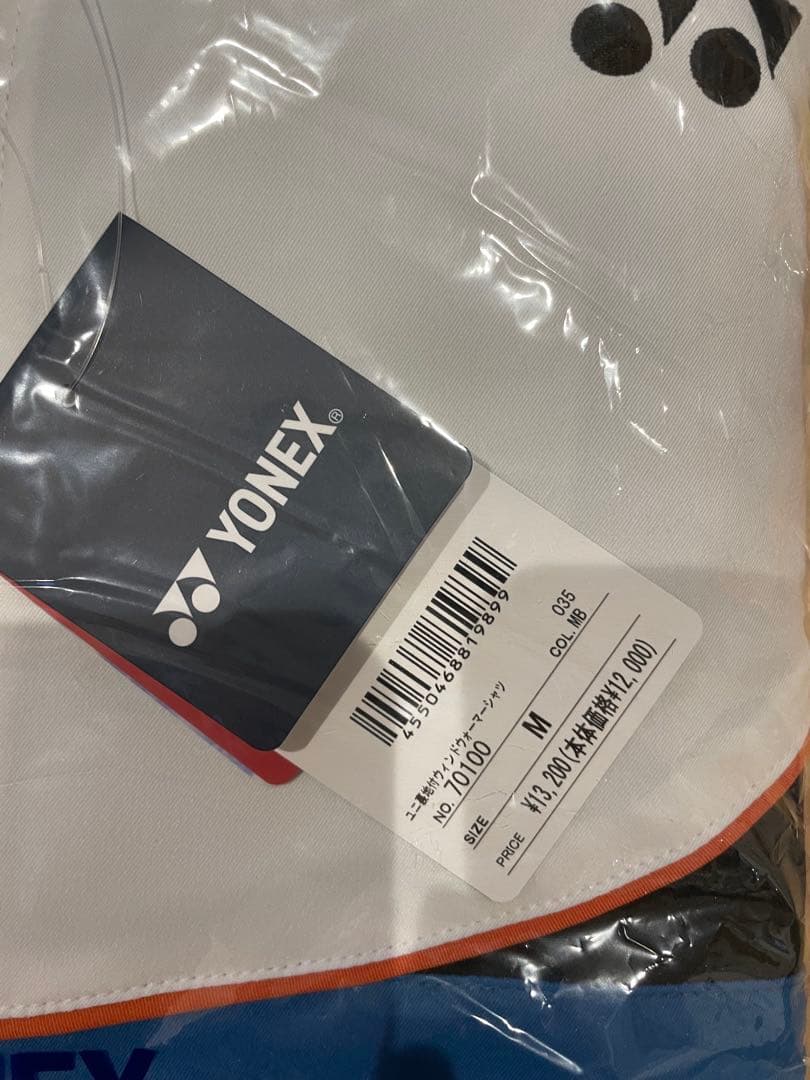 YONEX®
4550468819899
ユニ裏地付ウィンドウォーマーシャツ
NO. 70100 COL. MB 035
SIZE M
PRICE ¥13,200(本体価格¥12,000)
EX